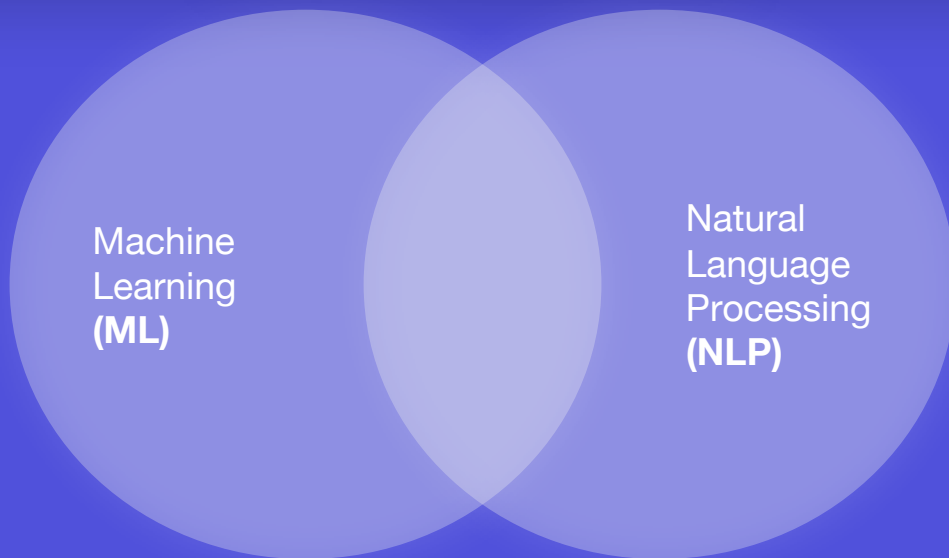 Machine
Learning
(ML)
Natural
Language
Processing
(NLP)